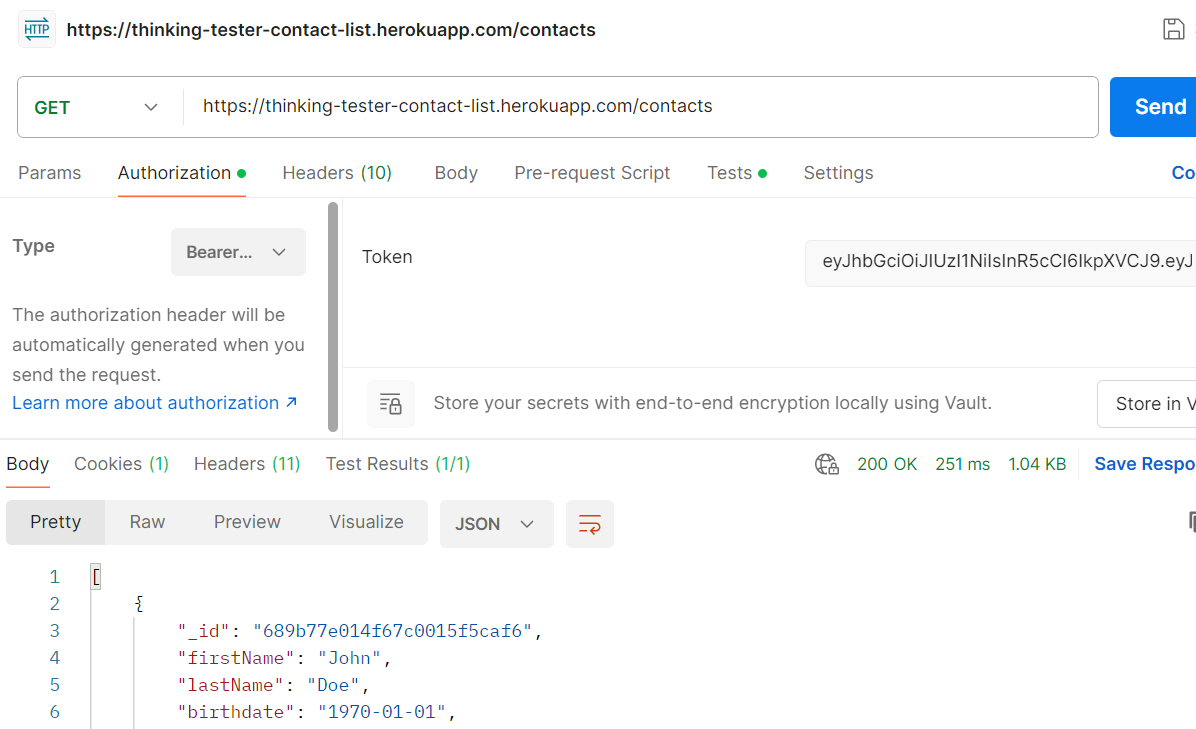 HTTP https://thinking-tester-contact-list.herokuapp.com/contacts
GET https://thinking-tester-contact-list.herokuapp.com/contacts Send
Params Authorization Headers (10) Body Pre-request Script Tests Settings Co
Type Bearer... Token eyJhbGciOiJIUzI1NiIsInR5cCI6IkpXVCJ9.eyJ
The authorization header will be
automatically generated when you
send the request.
Learn more about authorization ↗
Store your secrets with end-to-end encryption locally using Vault. Store in V
Body Cookies (1) Headers (11) Test Results (1/1) 200 OK 251 ms 1.04 KB Save Respo
Pretty Raw Preview Visualize JSON
1 [
2 {
3 "_id": "689b77e014f67c0015f5caf6",
4 "firstName": "John",
5 "lastName": "Doe",
6 "birthdate": "1970-01-01",